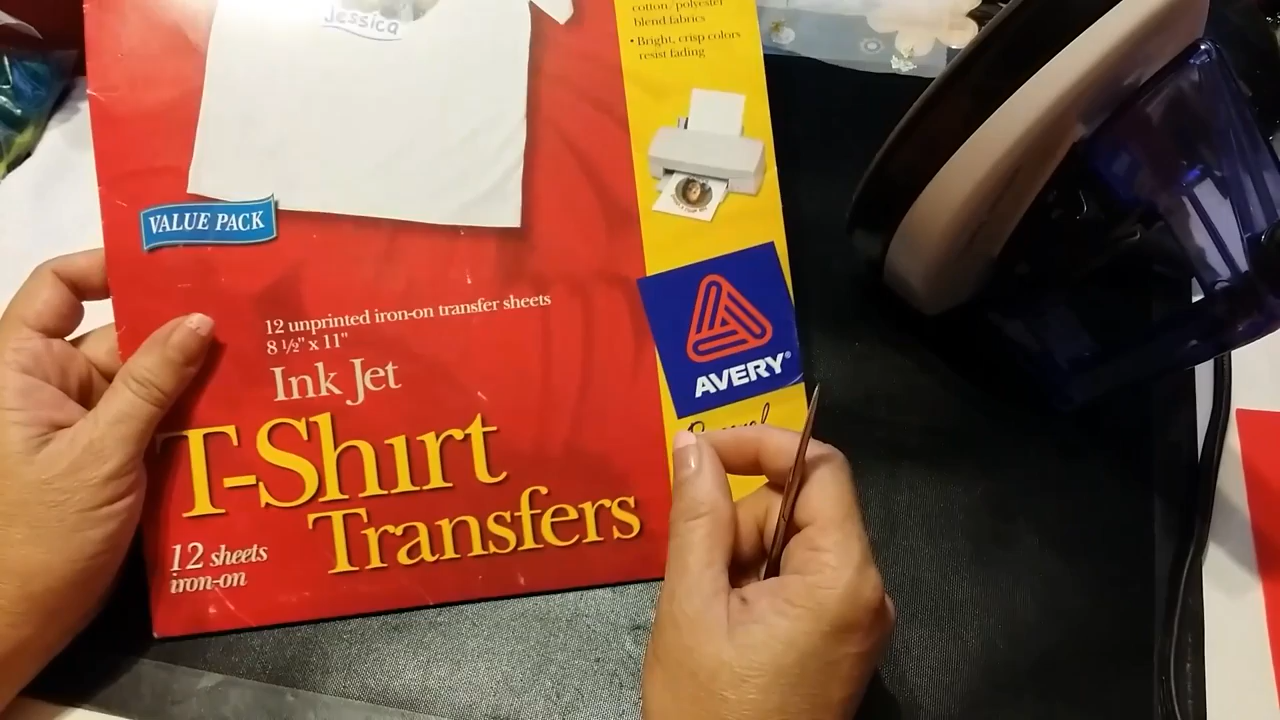 Jessica
cotton/polyester
blend fabrics
• Bright, crisp colors
resist fading
VALUE PACK
12 unprinted iron-on transfer sheets
8 ½" x 11"
Ink Jet
T-Shirt
Transfers
12 sheets
iron-on
AVERY®